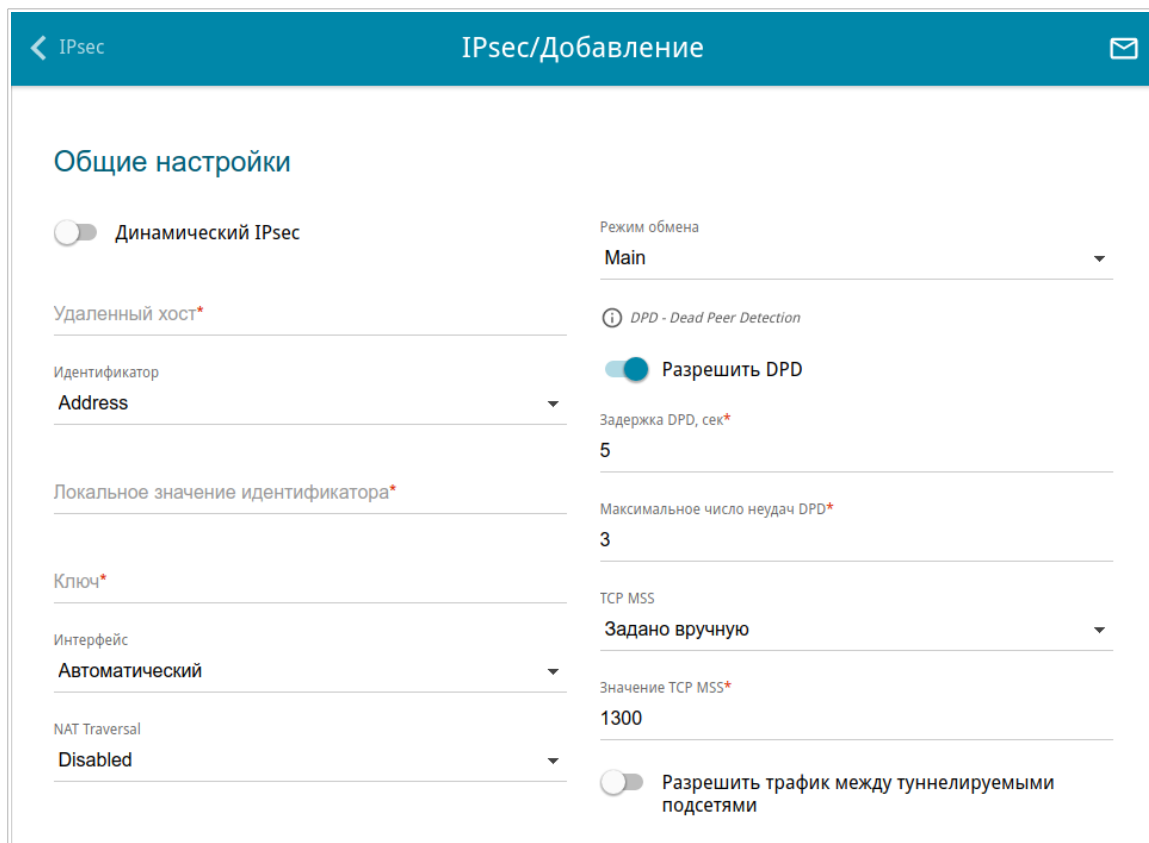 IPsec
IPsec/Добавление
Общие настройки
Динамический IPsec
Удаленный хост*
Идентификатор
Address
Локальное значение идентификатора*
Ключ*
Интерфейс
Автоматический
NAT Traversal
Disabled
Режим обмена
Main
DPD - Dead Peer Detection
Разрешить DPD
Задержка DPD, сек*
5
Максимальное число неудач DPD*
3
TCP MSS
Задано вручную
Значение TCP MSS*
1300
Разрешить трафик между туннелируемыми
подсетями